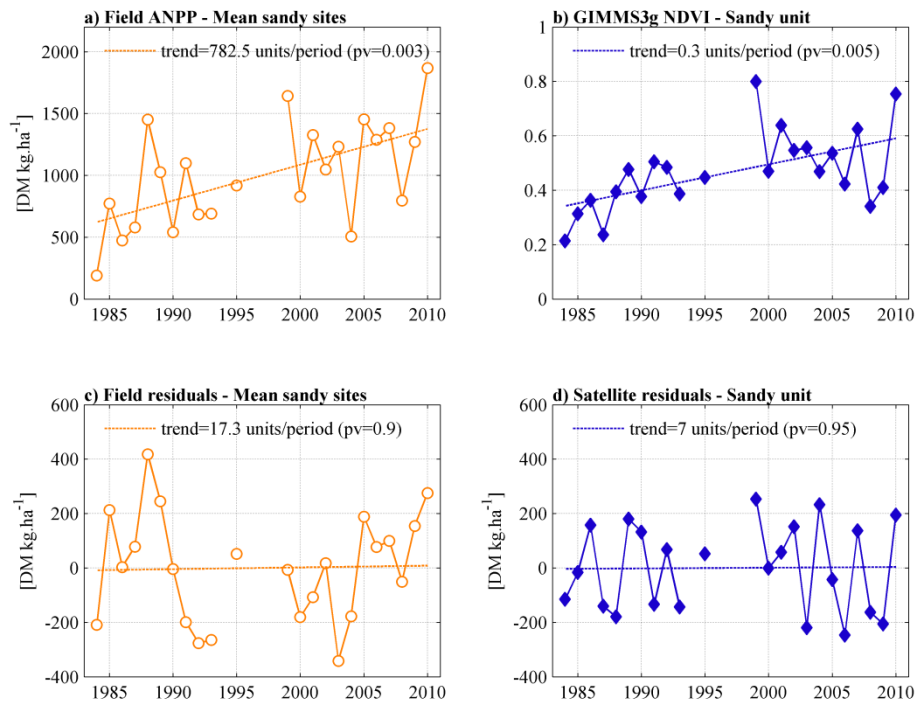 a) Field ANPP - Mean sandy sites
trend=782.5 units/period (pv=0.003)
[DM kg.ha⁻¹]
2000
1500
1000
500
0
1985 1990 1995 2000 2005 2010
b) GIMMS3g NDVI - Sandy unit
trend=0.3 units/period (pv=0.005)
1
0.8
0.6
0.4
0.2
0
1985 1990 1995 2000 2005 2010
c) Field residuals - Mean sandy sites
trend=17.3 units/period (pv=0.9)
[DM kg.ha⁻¹]
600
400
200
0
-200
-400
1985 1990 1995 2000 2005 2010
d) Satellite residuals - Sandy unit
trend=7 units/period (pv=0.95)
[DM kg.ha⁻¹]
600
400
200
0
-200
-400
1985 1990 1995 2000 2005 2010